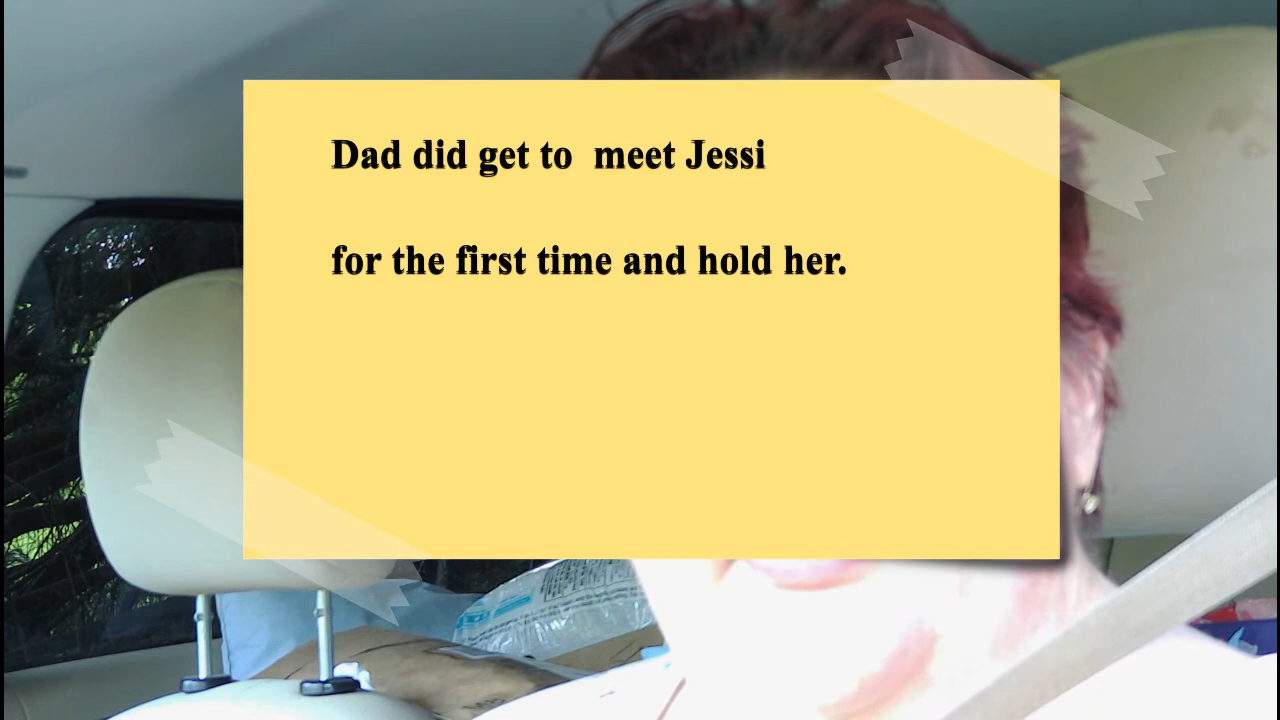 Dad did get to  meet Jessi
for the first time and hold her.